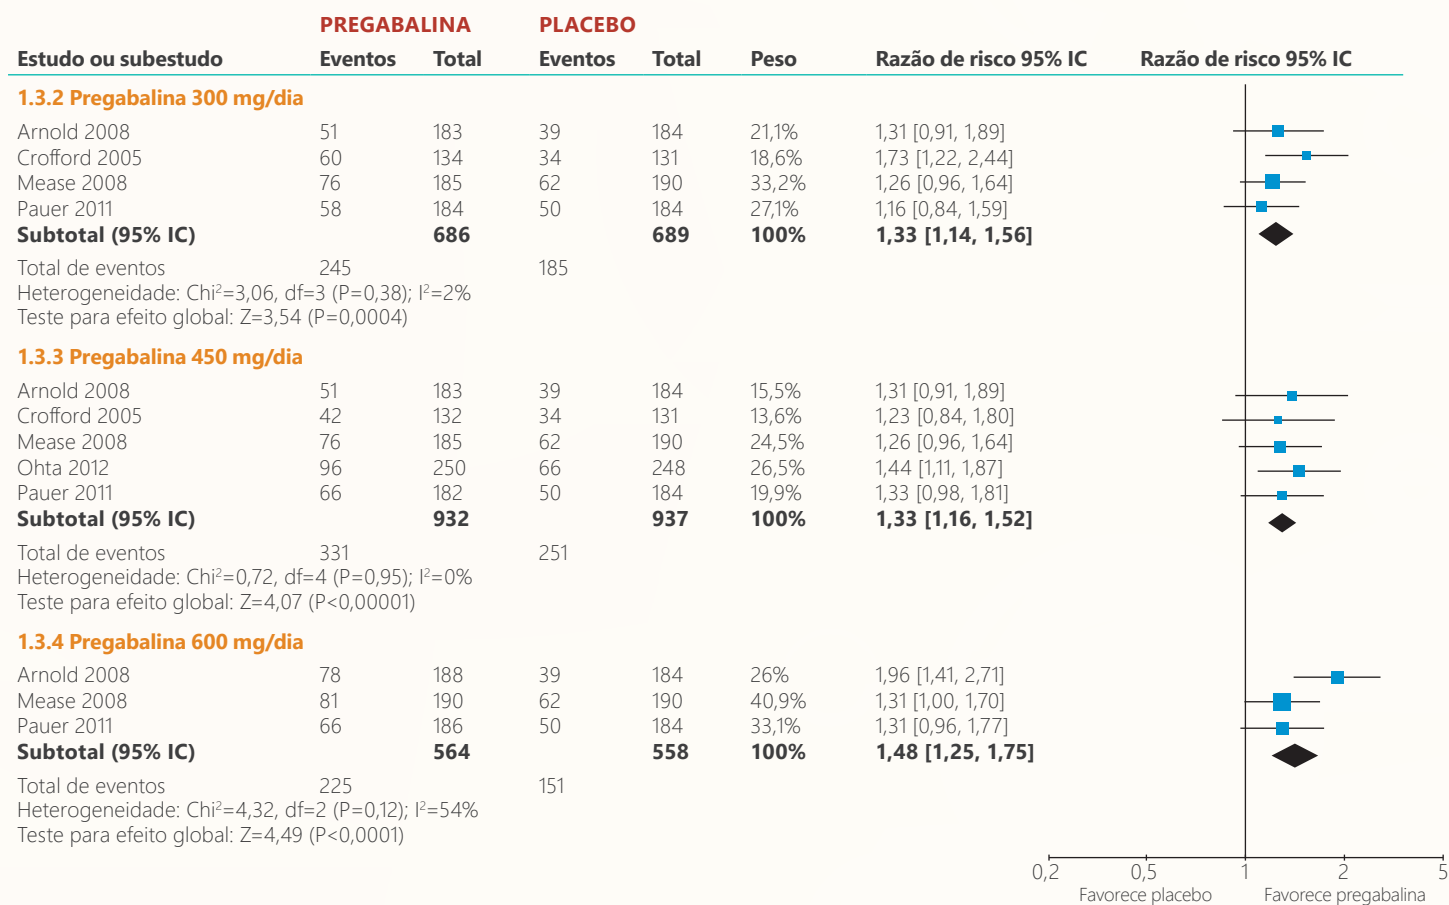 PREGABALINA PLACEBO
Estudo ou subestudo Eventos Total Eventos Total Peso Razão de risco 95% IC Razão de risco 95% IC
1.3.2 Pregabalina 300 mg/dia
Arnold 2008 51 183 39 184 21,1% 1,31 [0,91, 1,89]
Crofford 2005 60 134 34 131 18,6% 1,73 [1,22, 2,44]
Mease 2008 76 185 62 190 33,2% 1,26 [0,96, 1,64]
Pauer 2011 58 184 50 184 27,1% 1,16 [0,84, 1,59]
Subtotal (95% IC) 686 689 100% 1,33 [1,14, 1,56]
Total de eventos 245 185
Heterogeneidade: Chi²=3,06, df=3 (P=0,38); I²=2%
Teste para efeito global: Z=3,54 (P=0,0004)
1.3.3 Pregabalina 450 mg/dia
Arnold 2008 51 183 39 184 15,5% 1,31 [0,91, 1,89]
Crofford 2005 42 132 34 131 13,6% 1,23 [0,84, 1,80]
Mease 2008 76 185 62 190 24,5% 1,26 [0,96, 1,64]
Ohta 2012 96 250 66 248 26,5% 1,44 [1,11, 1,87]
Pauer 2011 66 182 50 184 19,9% 1,33 [0,98, 1,81]
Subtotal (95% IC) 932 937 100% 1,33 [1,16, 1,52]
Total de eventos 331 251
Heterogeneidade: Chi²=0,72, df=4 (P=0,95); I²=0%
Teste para efeito global: Z=4,07 (P<0,00001)
1.3.4 Pregabalina 600 mg/dia
Arnold 2008 78 188 39 184 26% 1,96 [1,41, 2,71]
Mease 2008 81 190 62 190 40,9% 1,31 [1,00, 1,70]
Pauer 2011 66 186 50 184 33,1% 1,31 [0,96, 1,77]
Subtotal (95% IC) 564 558 100% 1,48 [1,25, 1,75]
Total de eventos 225 151
Heterogeneidade: Chi²=4,32, df=2 (P=0,12); I²=54%
Teste para efeito global: Z=4,49 (P<0,0001)
0,2 0,5 1 2 5
Favorece placebo Favorece pregabalina